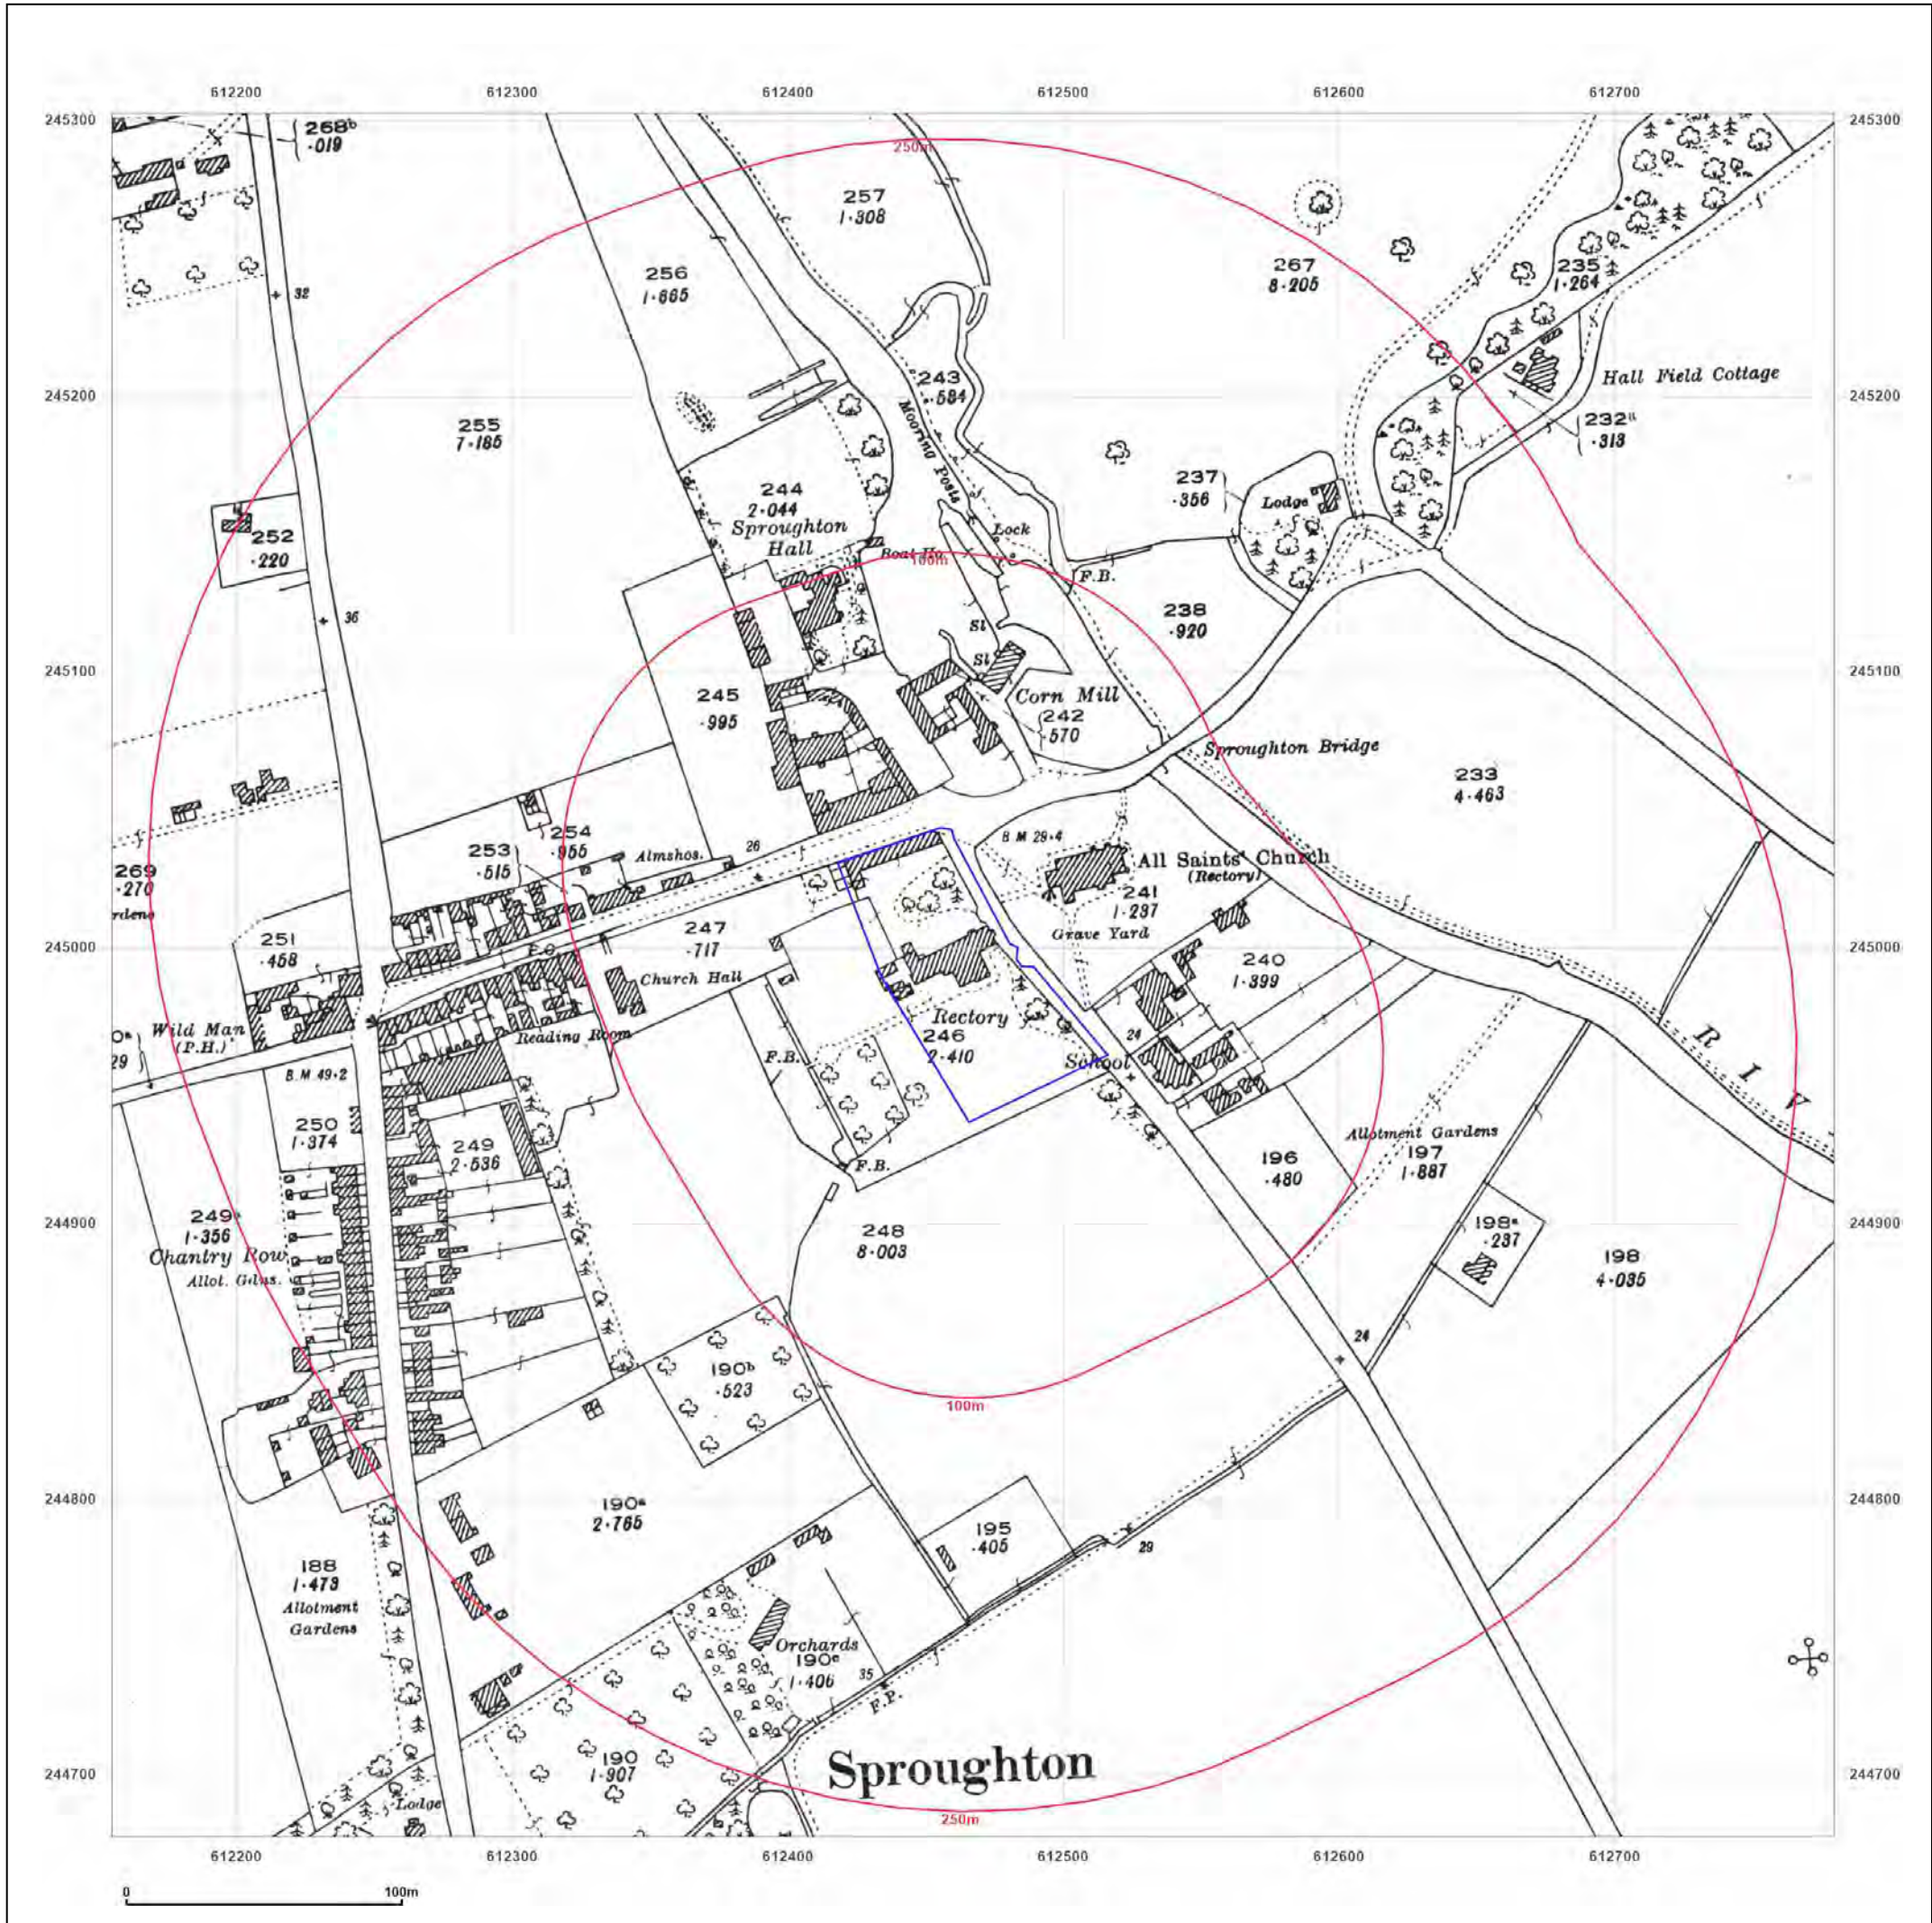 612200 612300 612400 612500 612600 612700
245300
245300
268b
·019
250m
257
1·308
256
1·665
267
8·205
235
1·264
32
Hall Field Cottage
245200
245200
243
·584
232a
·313
255
7·185
Mooring Posts
237
·356
Lodge
244
2·044
Sproughton
Hall
Lock
252
·220
Boat Ho.
100m
F.B.
36
238
·920
Sl
Sl
245100
245100
245
·995
Corn Mill
242
·570
Sproughton Bridge
233
4·463
254
·955
253
·515
Almshos.
26
B M 29·4
All Saints' Church
(Rectory)
269
·270
rdens
241
1·237
247
·717
Grave Yard
251
·458
245000
245000
P.O.
240
1·399
Church Hall
Wild Man
(P.H.)
29
Reading Room
Rectory
246
2·410
24
School
F.B.
R I V
B.M 49·2
250
1·374
249
2·536
Allotment Gardens
197
1·887
F.B.
196
·480
244900
244900
249a
1·356
Chantry Row
Allot. Gdns.
248
8·003
198a
·237
198
4·035
24
190b
·523
100m
244800
244800
190a
2·765
195
·405
29
188
1·473
Allotment
Gardens
Orchards
190c
1·406
35
F.P.
190
1·907
Sproughton
244700
244700
Lodge
250m
612200 612300 612400 612500 612600 612700
0 100m